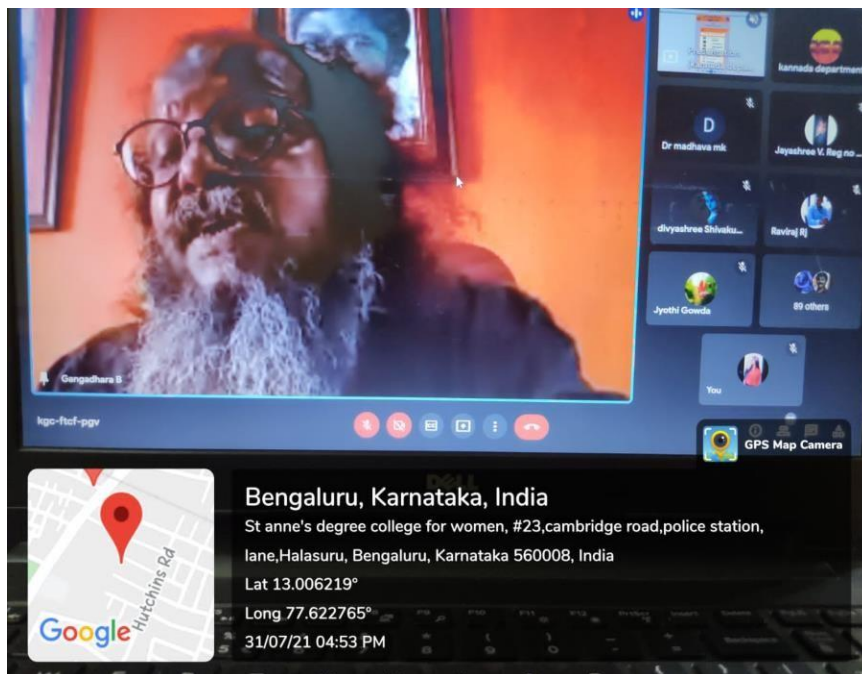 kannada department
D
Dr madhava mk
Jayashree V. Reg no ...
divyashree Shivaku...
Raviraj Rj
Jyothi Gowda
89 others
You
Gangadhara B
kgc-ftcf-pgv
GPS Map Camera
DELL
Bengaluru, Karnataka, India
St anne's degree college for women, #23,cambridge road,police station,
lane,Halasuru, Bengaluru, Karnataka 560008, India
Lat 13.006219°
Long 77.622765°
31/07/21 04:53 PM
Hutchins Rd
Google